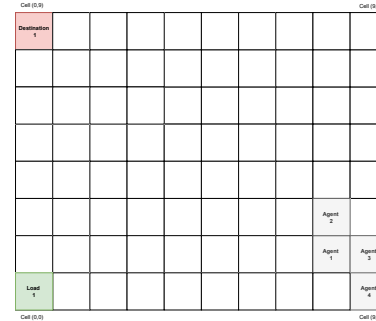 Cell (0,9)
Cell (9,
Destination
1
Agent
2
Agent
1
Agent
3
Load
1
Agent
4
Cell (0,0)
Cell (9,